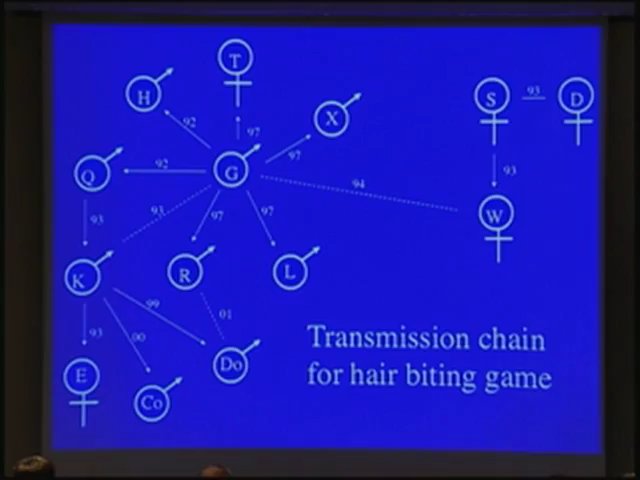 T
H
S 93 D
X
92
97
97
Q 92 G
93
94
93
93
97
97
W
K
R
L
99
01
93
00
Transmission chain
Do
for hair biting game
E
Co